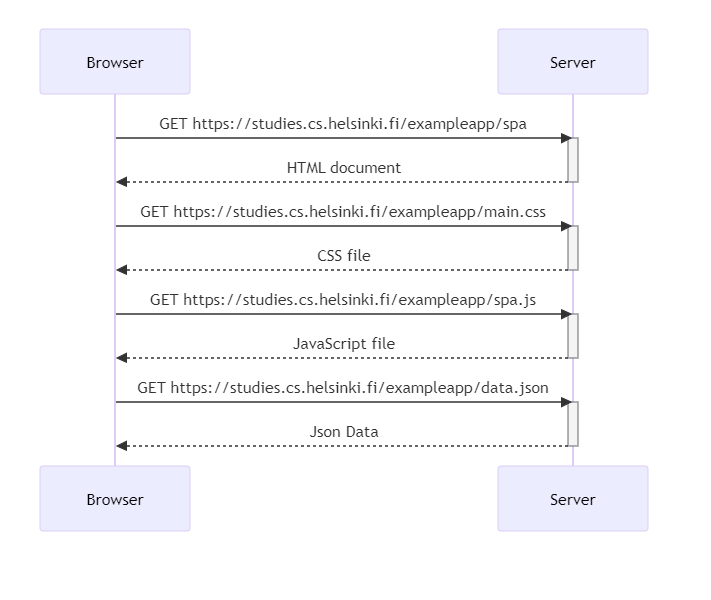 Browser
Server
GET https://studies.cs.helsinki.fi/exampleapp/spa
HTML document
GET https://studies.cs.helsinki.fi/exampleapp/main.css
CSS file
GET https://studies.cs.helsinki.fi/exampleapp/spa.js
JavaScript file
GET https://studies.cs.helsinki.fi/exampleapp/data.json
Json Data
Browser
Server